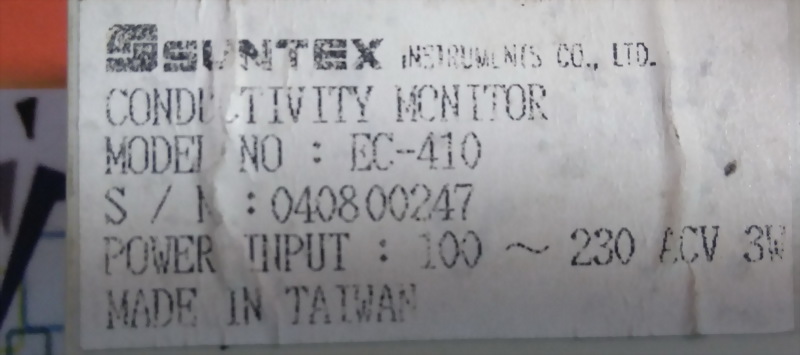 SUNTEX INSTRUMENTS CO., LTD.
CONDUCTIVITY MONITOR
MODEL NO : EC-410
S / N : 040800247
POWER INPUT : 100 ～ 230 ACV 3W
MADE IN TAIWAN